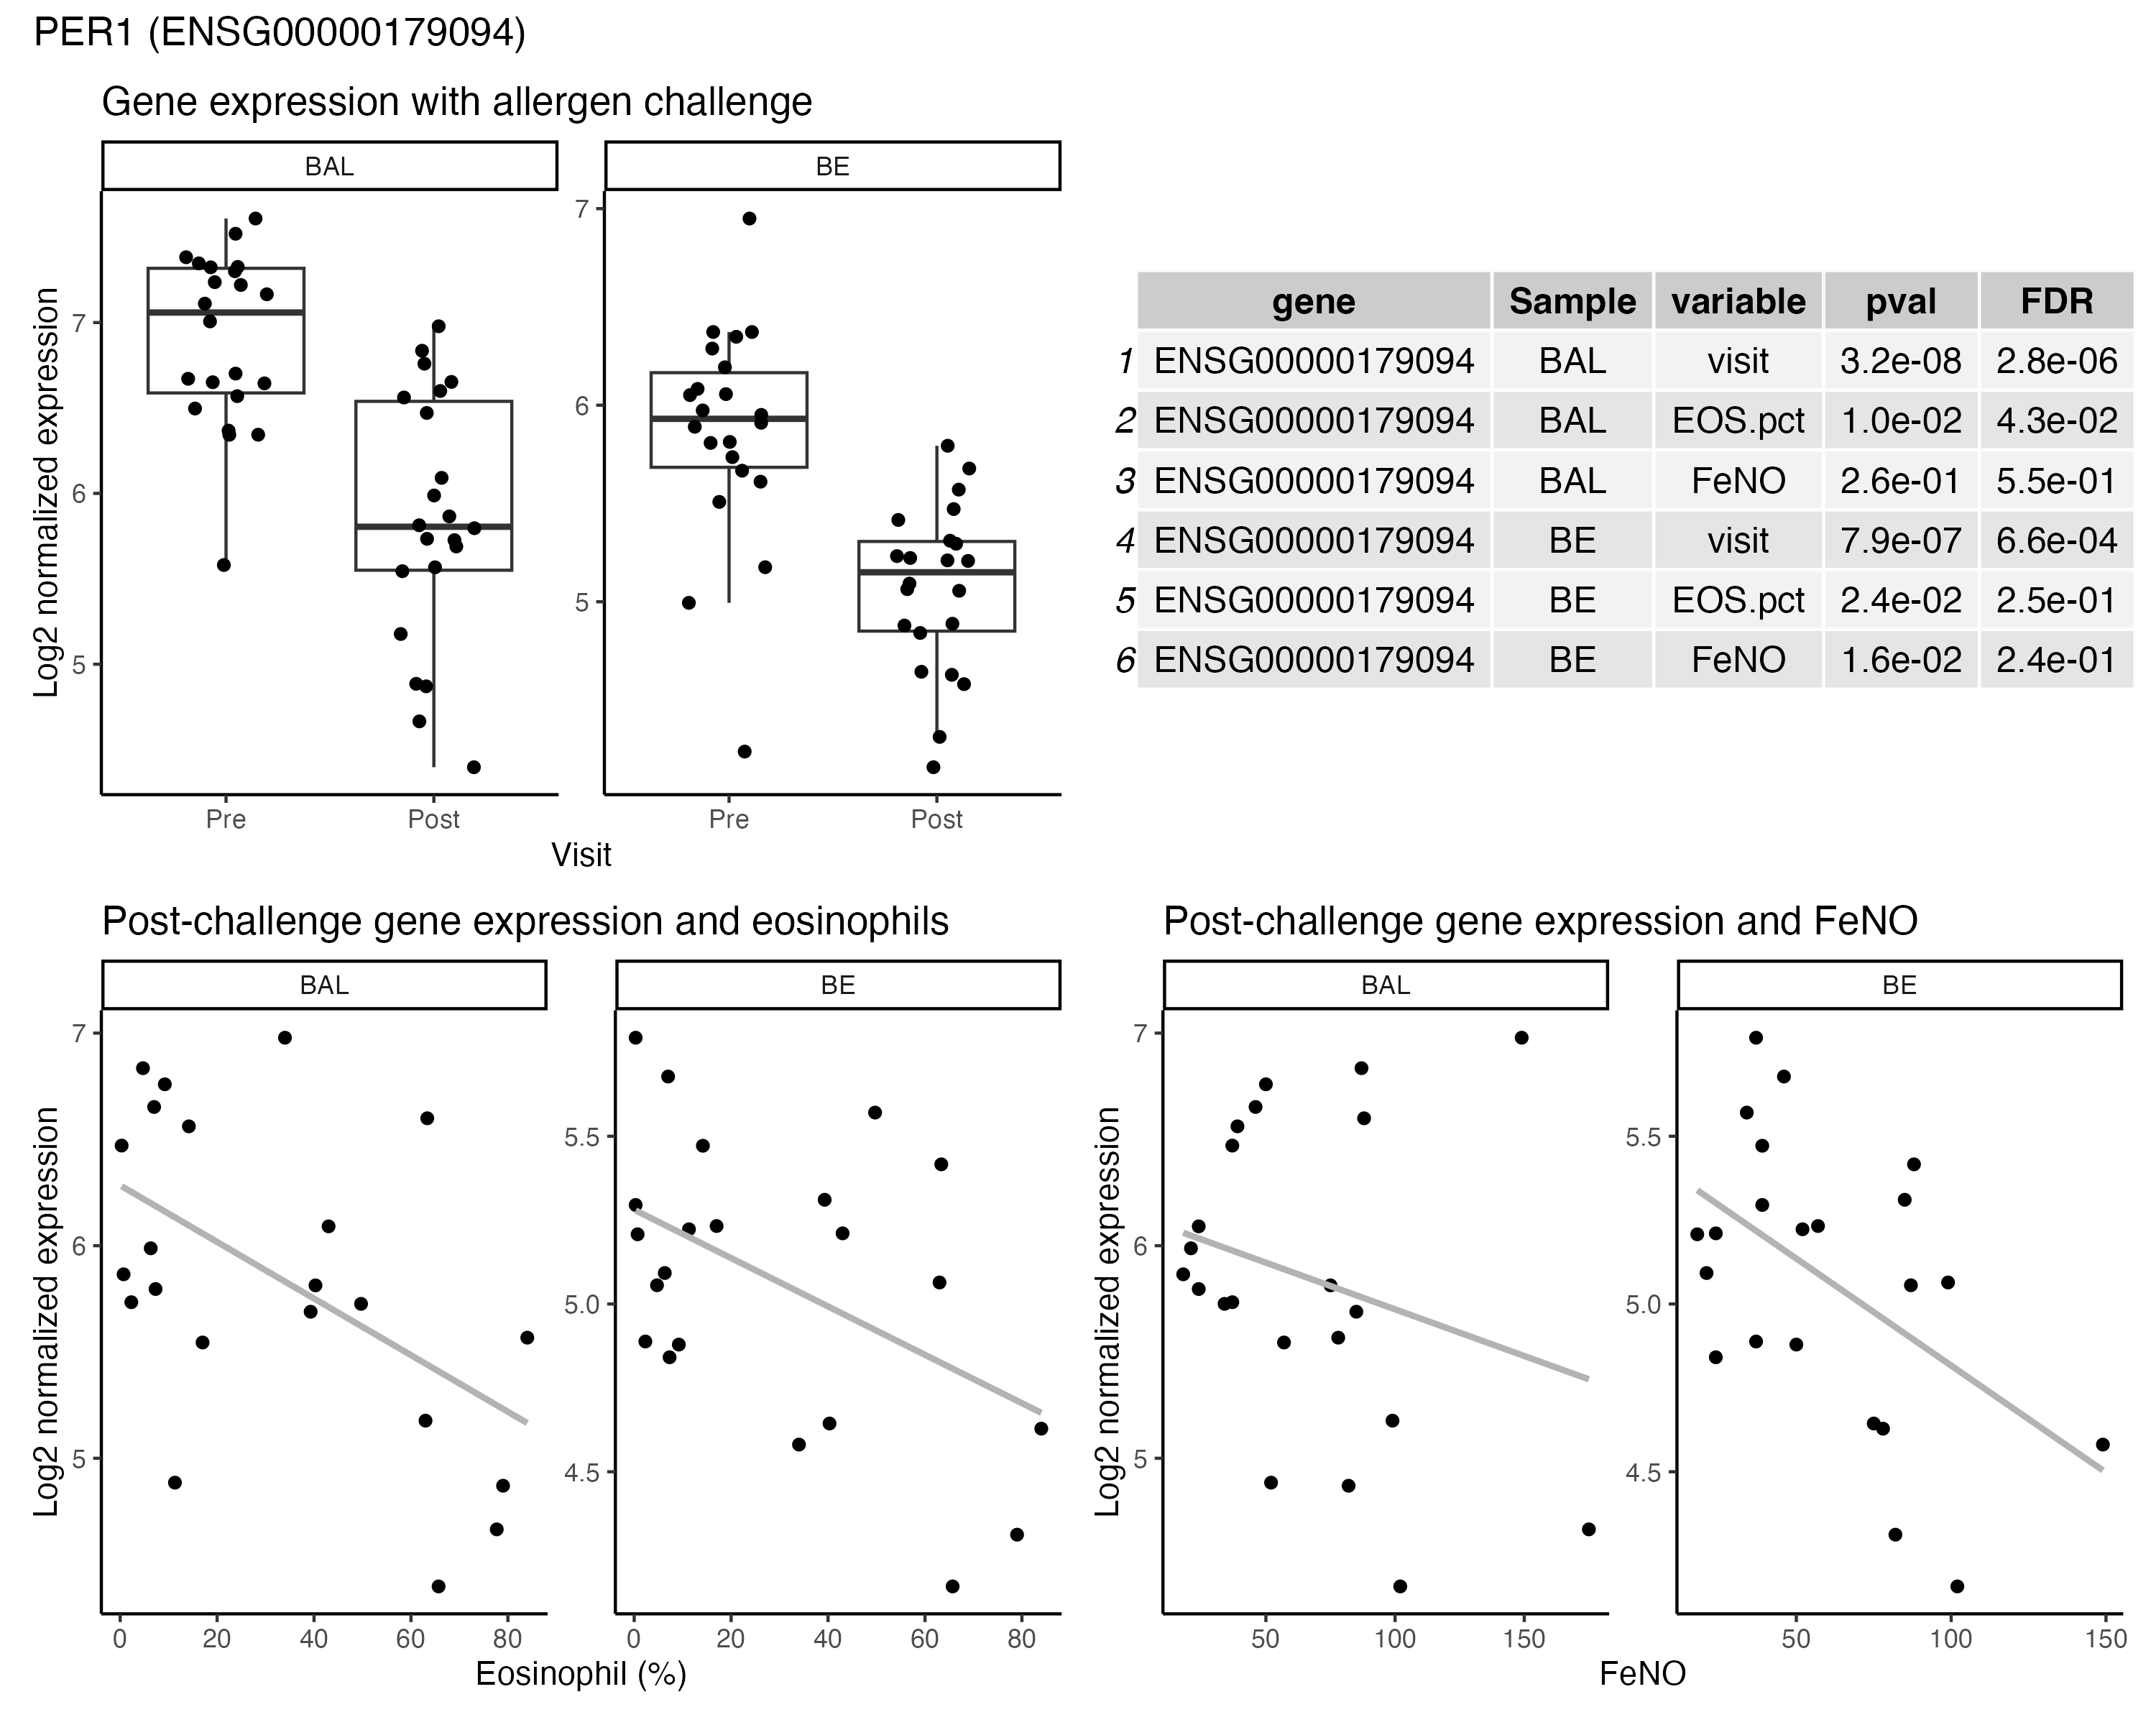 PER1 (ENSG00000179094)
Gene expression with allergen challenge
BAL
BE
Log2 normalized expression
7
6
5
7
6
5
Pre
Post
Pre
Post
Visit
gene Sample variable pval FDR
1 ENSG00000179094 BAL visit 3.2e-08 2.8e-06
2 ENSG00000179094 BAL EOS.pct 1.0e-02 4.3e-02
3 ENSG00000179094 BAL FeNO 2.6e-01 5.5e-01
4 ENSG00000179094 BE visit 7.9e-07 6.6e-04
5 ENSG00000179094 BE EOS.pct 2.4e-02 2.5e-01
6 ENSG00000179094 BE FeNO 1.6e-02 2.4e-01
Post-challenge gene expression and eosinophils
BAL
BE
Log2 normalized expression
7
6
5
5.5
5.0
4.5
0 20 40 60 80
0 20 40 60 80
Eosinophil (%)
Post-challenge gene expression and FeNO
BAL
BE
Log2 normalized expression
7
6
5
5.5
5.0
4.5
50 100 150
50 100 150
FeNO